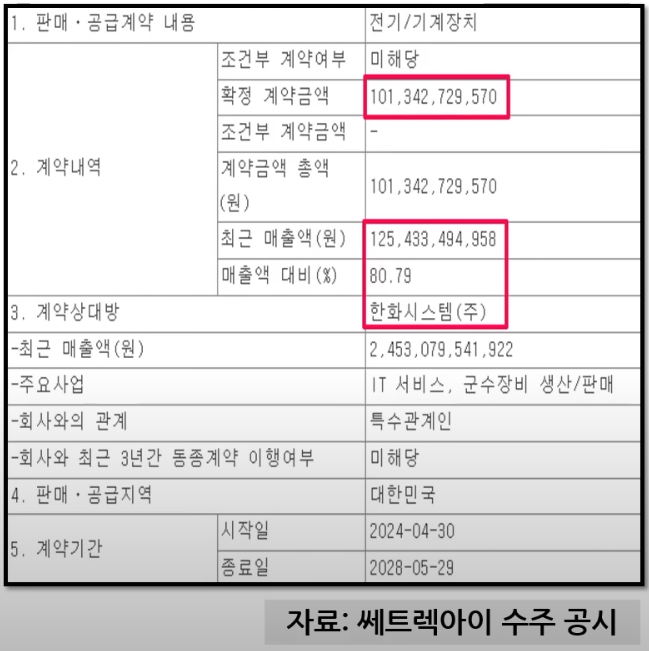 1. 판매・공급계약 내용 전기/기계장치
조건부 계약여부 미해당
확정 계약금액 101,342,729,570
조건부 계약금액 -
2. 계약내역
계약금액 총액
(원)
101,342,729,570
최근 매출액(원) 125,433,494,958
매출액 대비(%) 80.79
3. 계약상대방 한화시스템(주)
-최근 매출액(원) 2,453,079,541,922
-주요사업 IT 서비스, 군수장비 생산/판매
-회사와의 관계 특수관계인
-회사와 최근 3년간 동종계약 이행여부 미해당
4. 판매・공급지역 대한민국
5. 계약기간
시작일 2024-04-30
종료일 2028-05-29
자료: 쎄트렉아이 수주 공시